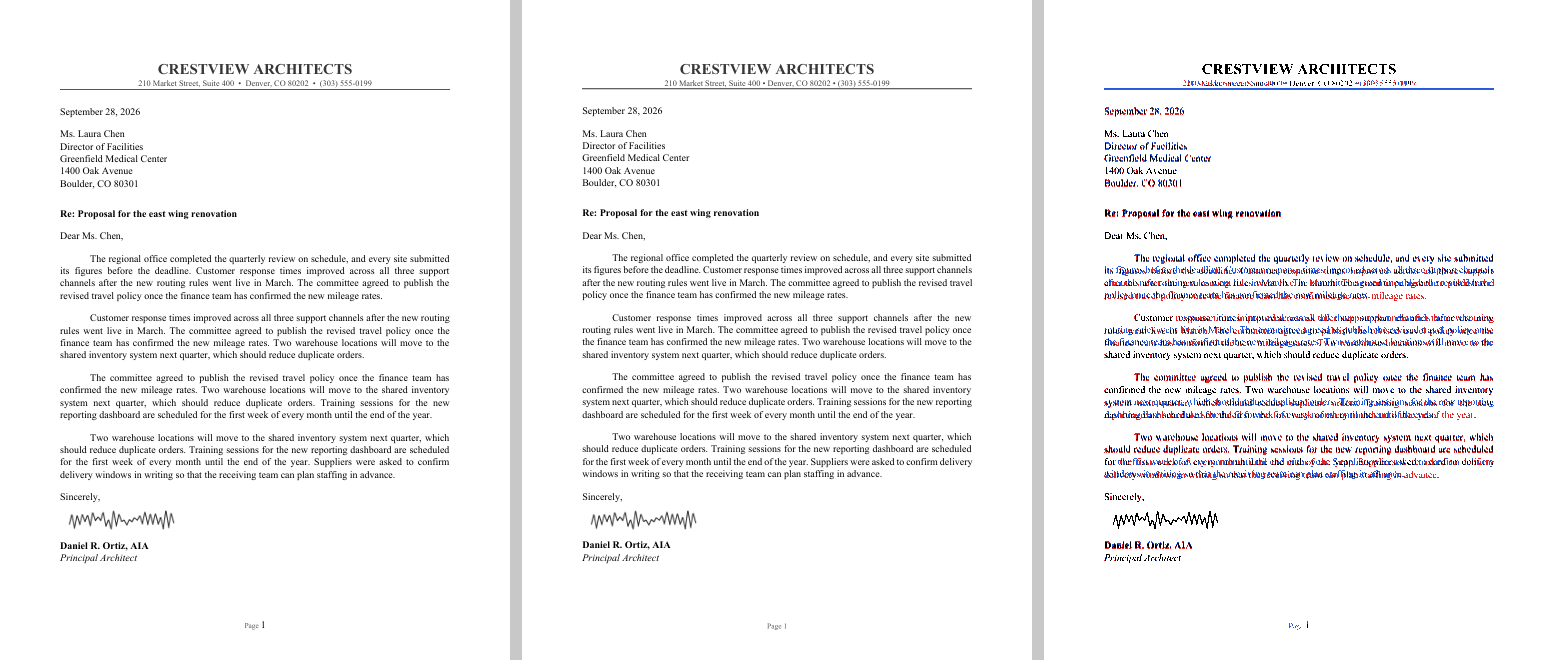 CRESTVIEW ARCHITECTS
210 Market Street, Suite 400 • Denver, CO 80202 • (303) 555-0199
September 28, 2026
Ms. Laura Chen
Director of Facilities
Greenfield Medical Center
1400 Oak Avenue
Boulder, CO 80301
Re: Proposal for the east wing renovation
Dear Ms. Chen,
The regional office completed the quarterly review on schedule, and every site submitted
its figures before the deadline. Customer response times improved across all three support
channels after the new routing rules went live in March. The committee agreed to publish the
revised travel policy once the finance team has confirmed the new mileage rates.
Customer response times improved across all three support channels after the new routing
rules went live in March. The committee agreed to publish the revised travel policy once the
finance team has confirmed the new mileage rates. Two warehouse locations will move to the
shared inventory system next quarter, which should reduce duplicate orders.
The committee agreed to publish the revised travel policy once the finance team has
confirmed the new mileage rates. Two warehouse locations will move to the shared inventory
system next quarter, which should reduce duplicate orders. Training sessions for the new
reporting dashboard are scheduled for the first week of every month until the end of the year.
Two warehouse locations will move to the shared inventory system next quarter, which
should reduce duplicate orders. Training sessions for the new reporting dashboard are scheduled
for the first week of every month until the end of the year. Suppliers were asked to confirm
delivery windows in writing so that the receiving team can plan staffing in advance.
Sincerely,
Daniel R. Ortiz, AIA
Principal Architect
Page 1
CRESTVIEW ARCHITECTS
210 Market Street, Suite 400 • Denver, CO 80202 • (303) 555-0199
September 28, 2026
Ms. Laura Chen
Director of Facilities
Greenfield Medical Center
1400 Oak Avenue
Boulder, CO 80301
Re: Proposal for the east wing renovation
Dear Ms. Chen,
The regional office completed the quarterly review on schedule, and every site submitted
its figures before the deadline. Customer response times improved across all three support channels
after the new routing rules went live in March. The committee agreed to publish the revised travel
policy once the finance team has confirmed the new mileage rates.
Customer response times improved across all three support channels after the new
routing rules went live in March. The committee agreed to publish the revised travel policy once
the finance team has confirmed the new mileage rates. Two warehouse locations will move to the
shared inventory system next quarter, which should reduce duplicate orders.
The committee agreed to publish the revised travel policy once the finance team has
confirmed the new mileage rates. Two warehouse locations will move to the shared inventory
system next quarter, which should reduce duplicate orders. Training sessions for the new reporting
dashboard are scheduled for the first week of every month until the end of the year.
Two warehouse locations will move to the shared inventory system next quarter, which
should reduce duplicate orders. Training sessions for the new reporting dashboard are scheduled
for the first week of every month until the end of the year. Suppliers were asked to confirm delivery
windows in writing so that the receiving team can plan staffing in advance.
Sincerely,
Daniel R. Ortiz, AIA
Principal Architect
Page 1
CRESTVIEW ARCHITECTS
September 28, 2026
Ms. Laura Chen
Director of Facilities
Greenfield Medical Center
1400 Oak Avenue
Boulder, CO 80301
Re: Proposal for the east wing renovation
Dear Ms. Chen,
The regional office completed the quarterly review on schedule, and every site submitted
mileage rates.
Customer
shared inventory system next quarter, which should reduce duplicate orders.
The committee agreed to publish the revised travel policy once the finance team has
confirmed the new mileage rates. Two warehouse locations will move to the shared inventory
of the year.
Two warehouse locations will move to the shared inventory system next quarter, which
should reduce duplicate orders. Training sessions for the new reporting dashboard are scheduled
Sincerely,
Daniel R. Ortiz, AIA
Principal Architect
Page 1